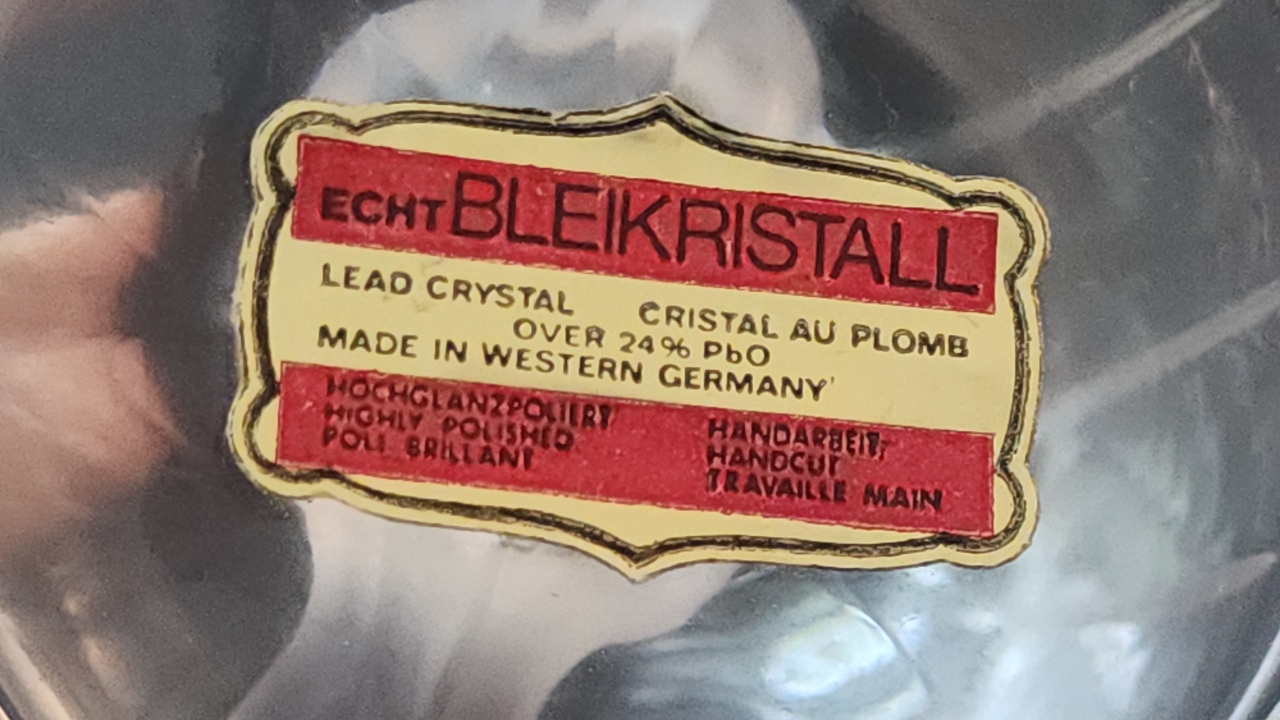 ECHT BLEIKRISTALL
LEAD CRYSTAL CRISTAL AU PLOMB
OVER 24% PbO
MADE IN WESTERN GERMANY
HOCHGLANZPOLIERT
HIGHLY POLISHED
POLI BRILLANT
HANDARBEIT,
HANDCUT
TRAVAILLE MAIN